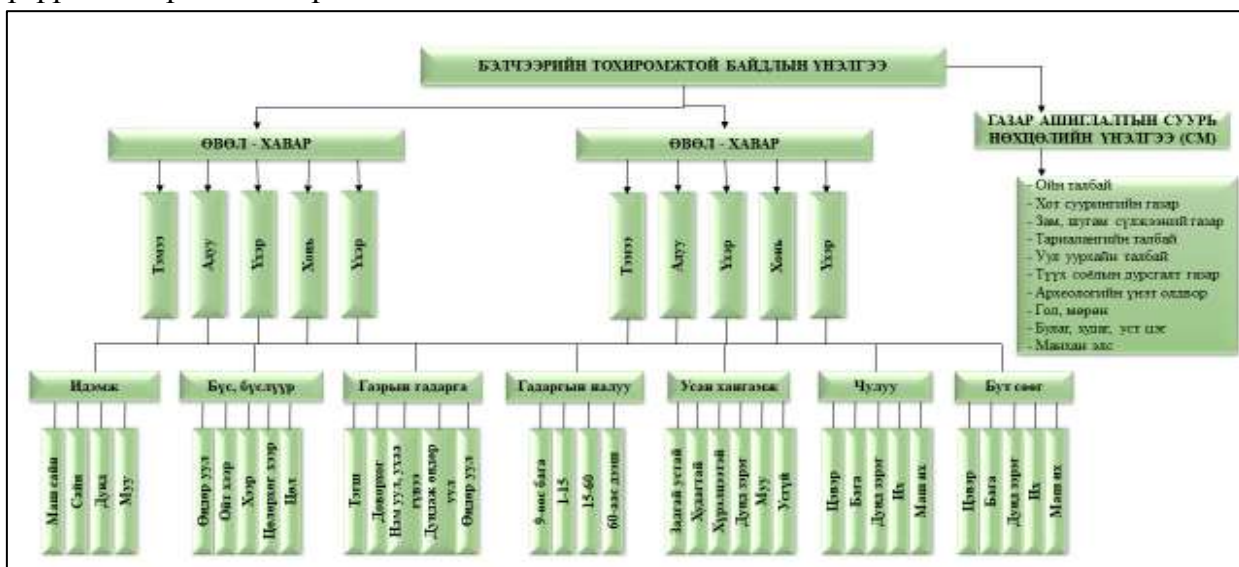 БЭЛЧЭЭРИЙН ТОХИРОМЖТОЙ БАЙДЛЫН ҮНЭЛГЭЭ
ӨВӨЛ - ХАВАР
ӨВӨЛ - ХАВАР
ГАЗАР АШИГЛАЛТЫН СУУРЬ
НӨХЦӨЛИЙН ҮНЭЛГЭЭ (СМ)
Тэмээ
Адуу
Үхэр
Хонь
Үхэр
Тэмээ
Адуу
Үхэр
Хонь
Үхэр
- Ойн талбай
- Хот суурингийн газар
- Зам, шугам сүлжээний газар
- Тариалангийн талбай
- Уул уурхайн талбай
- Түүх соёлын дурсгалт газар
- Археологийн үнэт олдвор
- Гол, мөрөн
- Булаг, худаг, уст цэг
- Манхан элс
Идэмж
Бүс, бүслүүр
Газрын гадарга
Гадаргын налуу
Усан хангамж
Чулуу
Бут сөөг
Маш сайн
Сайн
Дунд
Муу
Өндөр уул
Ойт хээр
Хээр
Цөлөрхөг хээр
Цөл
Тэгш
Доворхог
Нам уул, ухаа
гүвээ
Дундаж өндөр
уул
Өндөр уул
9-өөс бага
1-15
15-60
60-аас дээш
Задгай устай
Худагтай
Хүрэлцээтэй
Дунд зэрэг
Муу
Усгүй
Цэвэр
Бага
Дунд зэрэг
Их
Маш их
Цэвэр
Бага
Дунд зэрэг
Их
Маш их